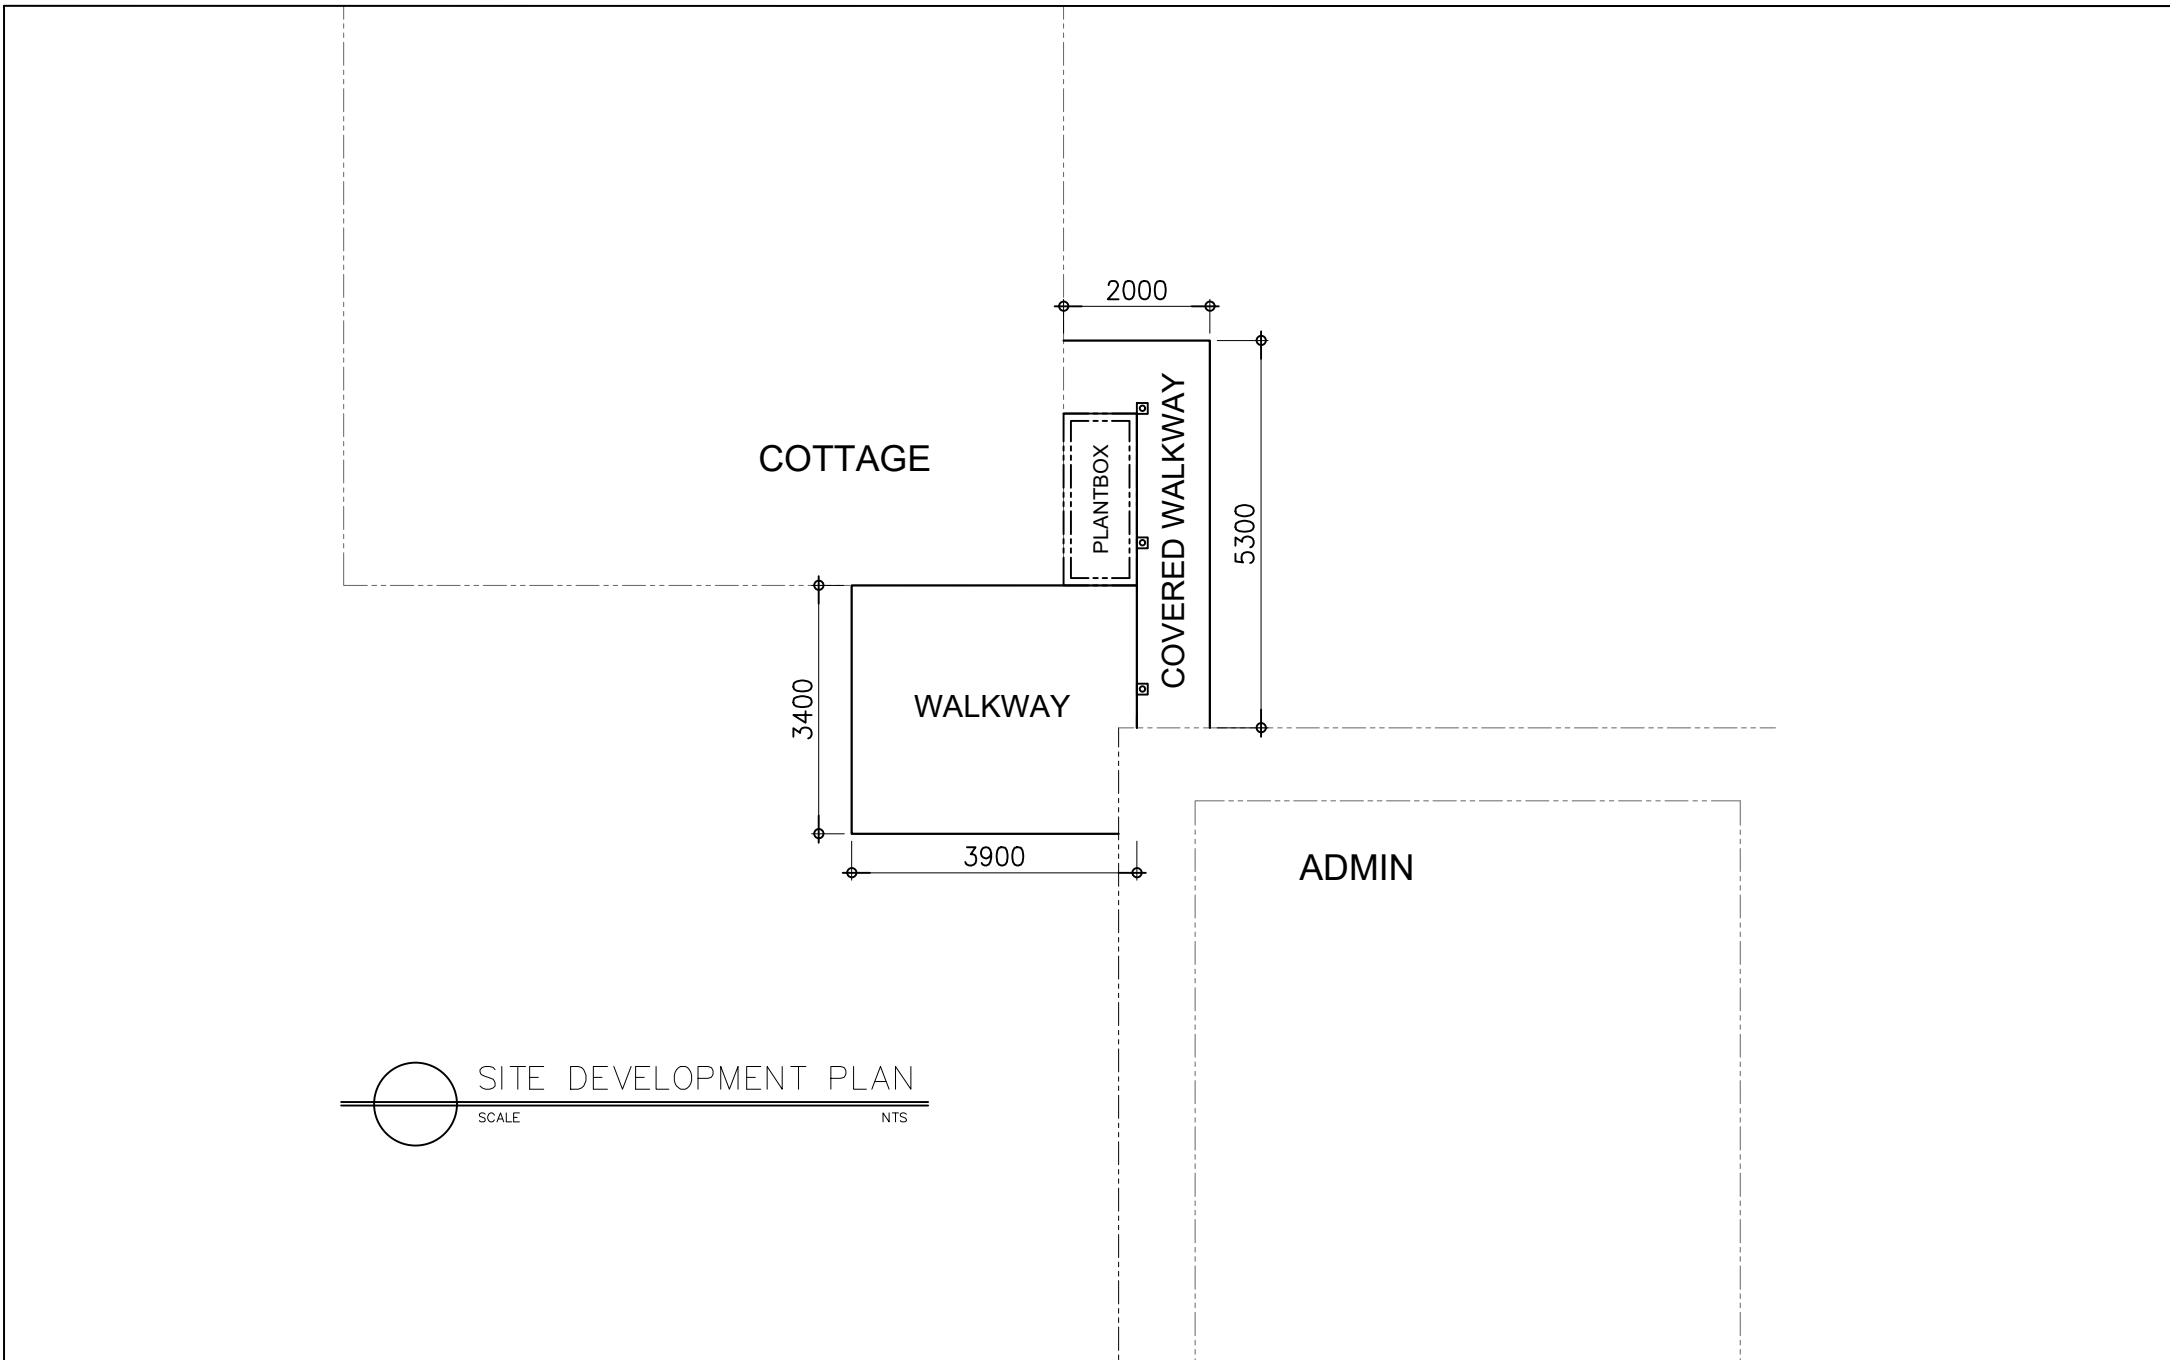 2000
COTTAGE
PLANTBOX
COVERED WALKWAY
5300
3400
WALKWAY
3900
ADMIN
SITE DEVELOPMENT PLAN
SCALE NTS